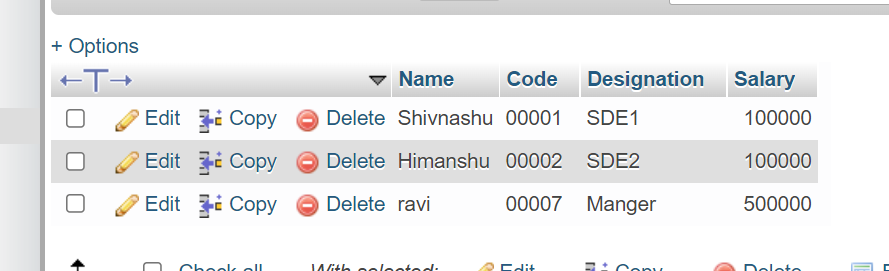 + Options
Name Code Designation Salary
Edit Copy Delete Shivnashu 00001 SDE1 100000
Edit Copy Delete Himanshu 00002 SDE2 100000
Edit Copy Delete ravi 00007 Manger 500000
Check all With selected: Edit Copy Delete